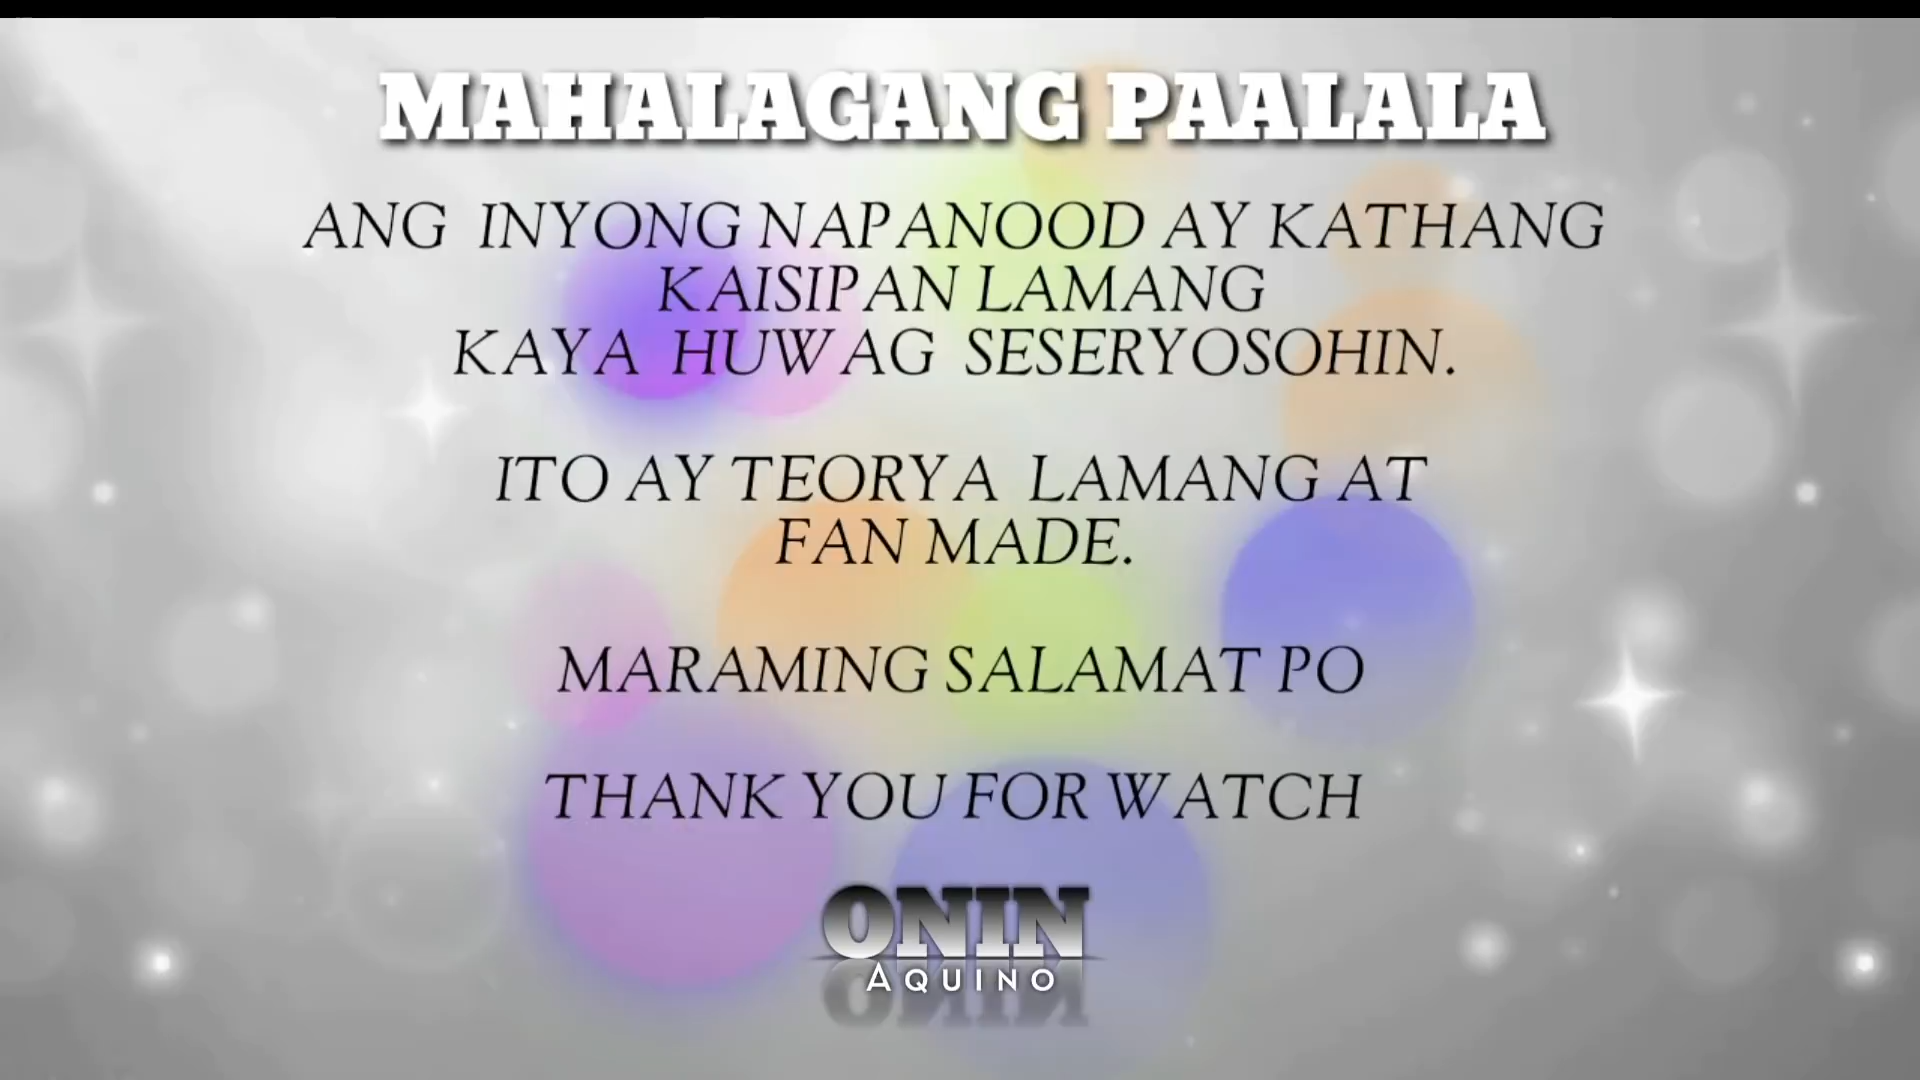 MAHALAGANG PAALALA
ANG INYONG NAPANOOD AY KATHANG
KAISIPAN LAMANG
KAYA HUWAG SESERYOSOHIN.
ITO AY TEORYA LAMANG AT
FAN MADE.
MARAMING SALAMAT PO
THANK YOU FOR WATCH
ONIN
AQUINO